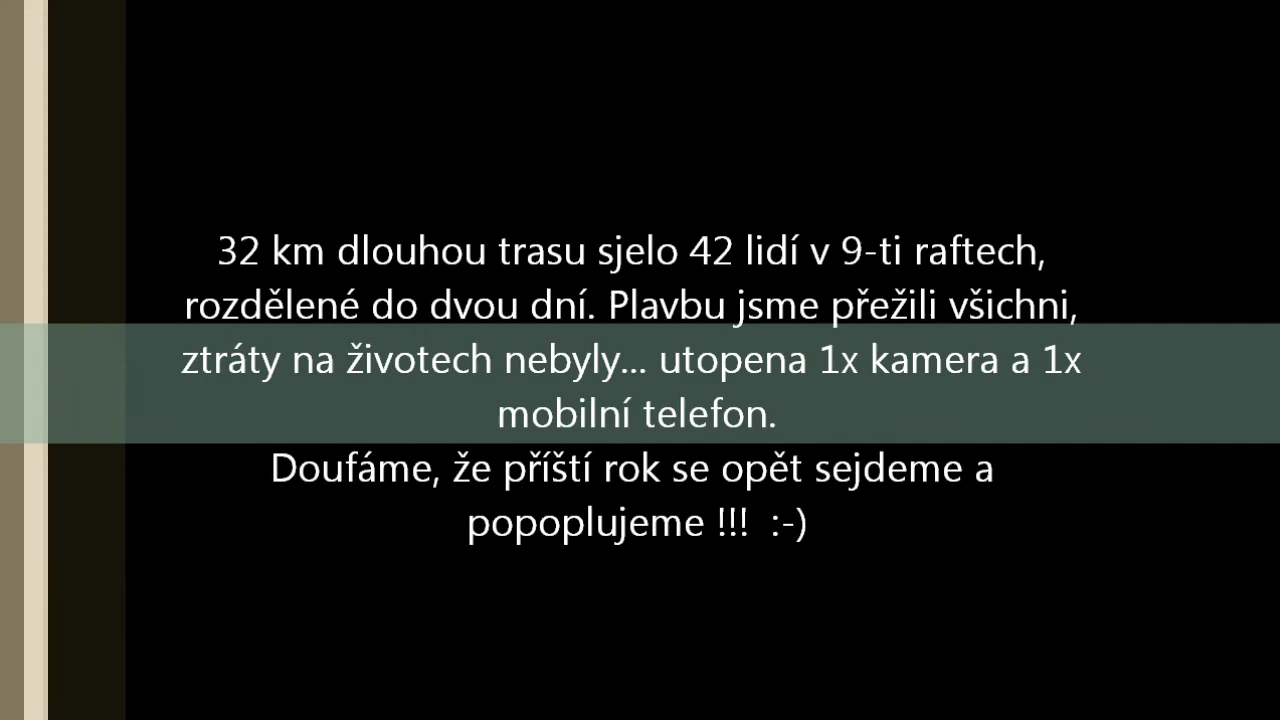 32 km dlouhou trasu sjelo 42 lidí v 9-ti raftech,
rozdělené do dvou dní. Plavbu jsme přežili všichni,
ztráty na životech nebyly... utopena 1x kamera a 1x
mobilní telefon.
Doufáme, že příští rok se opět sejdeme a
popoplujeme !!!  :-)